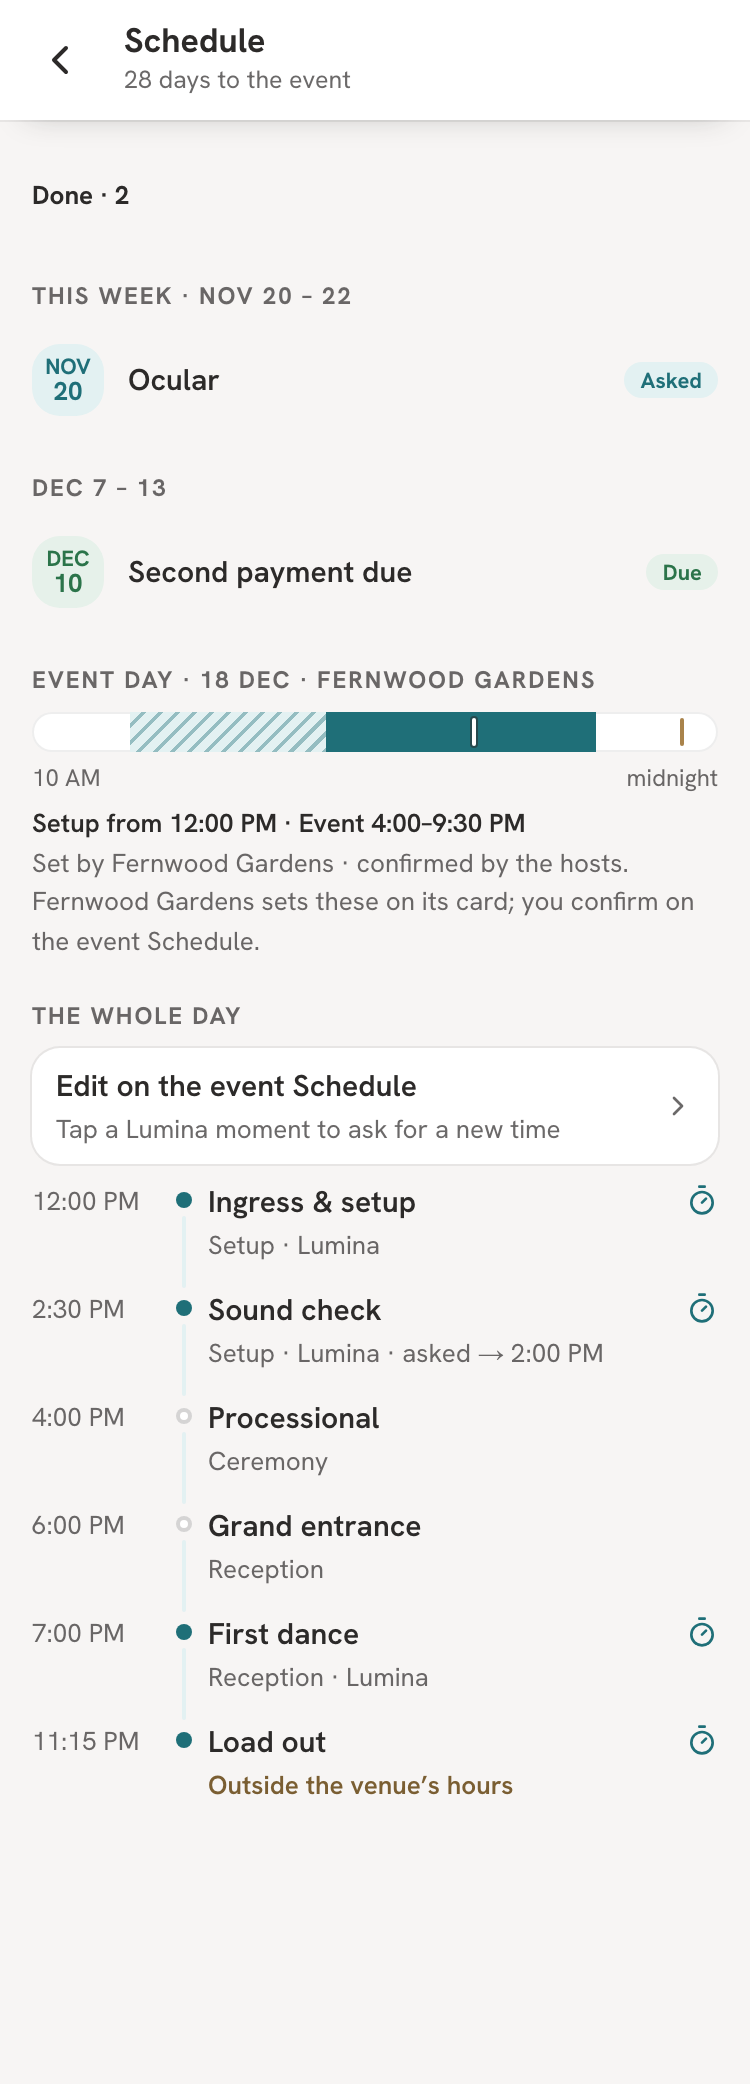 Schedule
28 days to the event
Done · 2
THIS WEEK · NOV 20 – 22
NOV
20
Ocular
Asked
DEC 7 – 13
DEC
10
Second payment due
Due
EVENT DAY · 18 DEC · FERNWOOD GARDENS
10 AM
midnight
Setup from 12:00 PM · Event 4:00–9:30 PM
Set by Fernwood Gardens · confirmed by the hosts.
Fernwood Gardens sets these on its card; you confirm on
the event Schedule.
THE WHOLE DAY
Edit on the event Schedule
Tap a Lumina moment to ask for a new time
12:00 PM
Ingress & setup
Setup · Lumina
2:30 PM
Sound check
Setup · Lumina · asked → 2:00 PM
4:00 PM
Processional
Ceremony
6:00 PM
Grand entrance
Reception
7:00 PM
First dance
Reception · Lumina
11:15 PM
Load out
Outside the venue’s hours